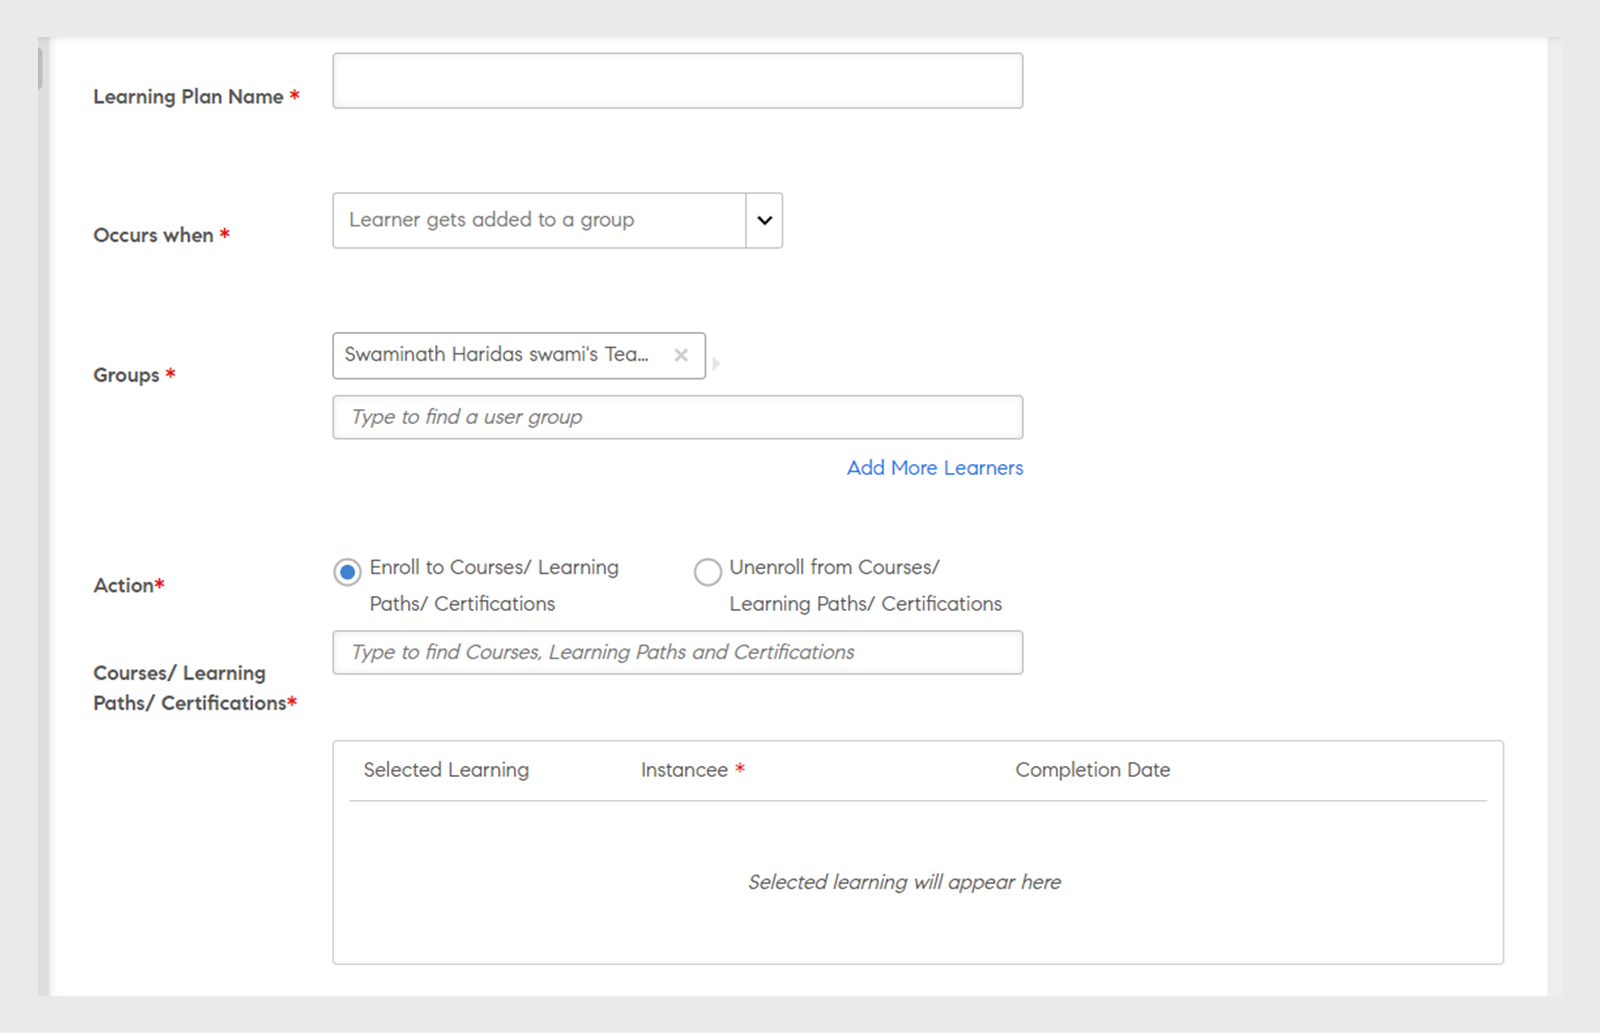 Learning Plan Name *
Occurs when *
Learner gets added to a group
Groups *
Swaminath Haridas swami's Tea...
Type to find a user group
Add More Learners
Action*
Enroll to Courses/ Learning
Paths/ Certifications
Unenroll from Courses/
Learning Paths/ Certifications
Courses/ Learning
Paths/ Certifications*
Type to find Courses, Learning Paths and Certifications
Selected Learning Instancee * Completion Date
Selected learning will appear here